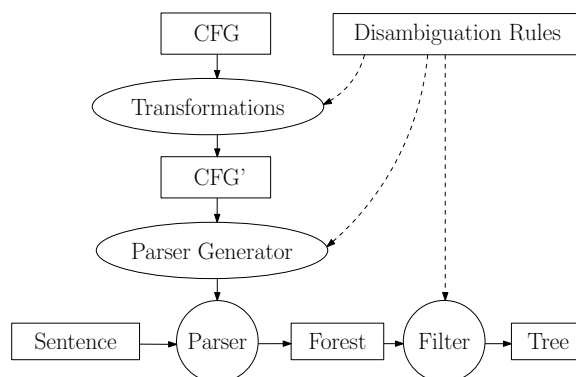 CFG
Disambiguation Rules
Transformations
CFG'
Parser Generator
Sentence
Parser
Forest
Filter
Tree